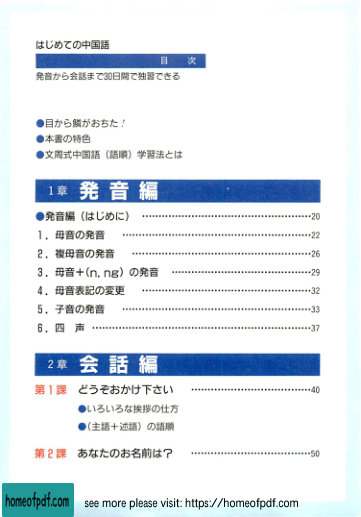 はじめての中国語
目 次
発音から会話まで30日間で独習できる
●目から鱗がおちた！
●本書の特色
●文周式中国語（語順）学習法とは
1章 発音編
●発音編（はじめに） ……………………………………20
1．母音の発音 ……………………………………22
2．複母音の発音 ……………………………………26
3．母音＋(n, ng) の発音 ……………………………………29
4．母音表記の変更 ……………………………………32
5．子音の発音 ……………………………………33
6．四 声 ……………………………………37
2章 会話編
第1課 どうぞおかけ下さい ……………………………………40
●いろいろな挨拶の仕方
●（主語＋述語）の語順
第2課 あなたのお名前は？ ……………………………………50
homeofpdf.com see more please visit: https://homeofpdf.com